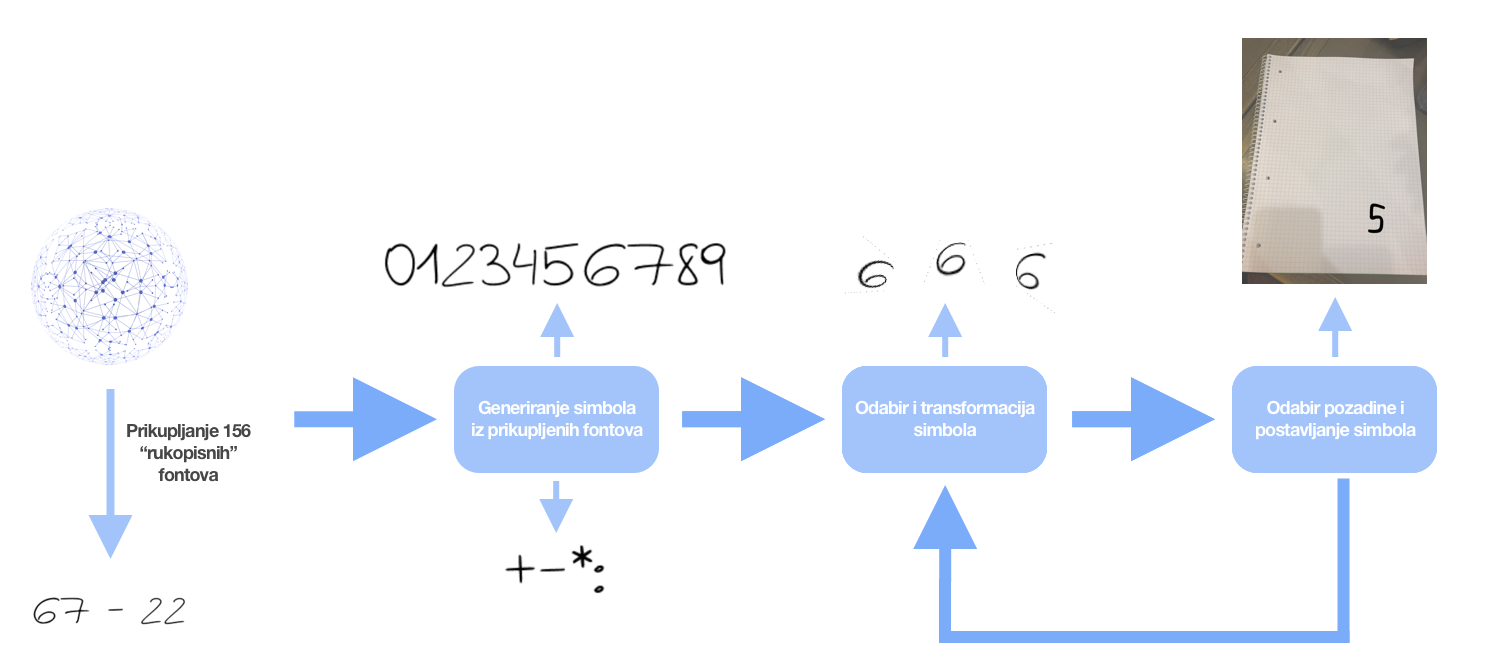 5
0123456789
6 6 6
Generiranje simbola
iz prikupljenih fontova
Odabir i transformacija
simbola
Odabir pozadine i
postavljanje simbola
Prikupljanje 156
“rukopisnih”
fontova
+-*:
67 - 22